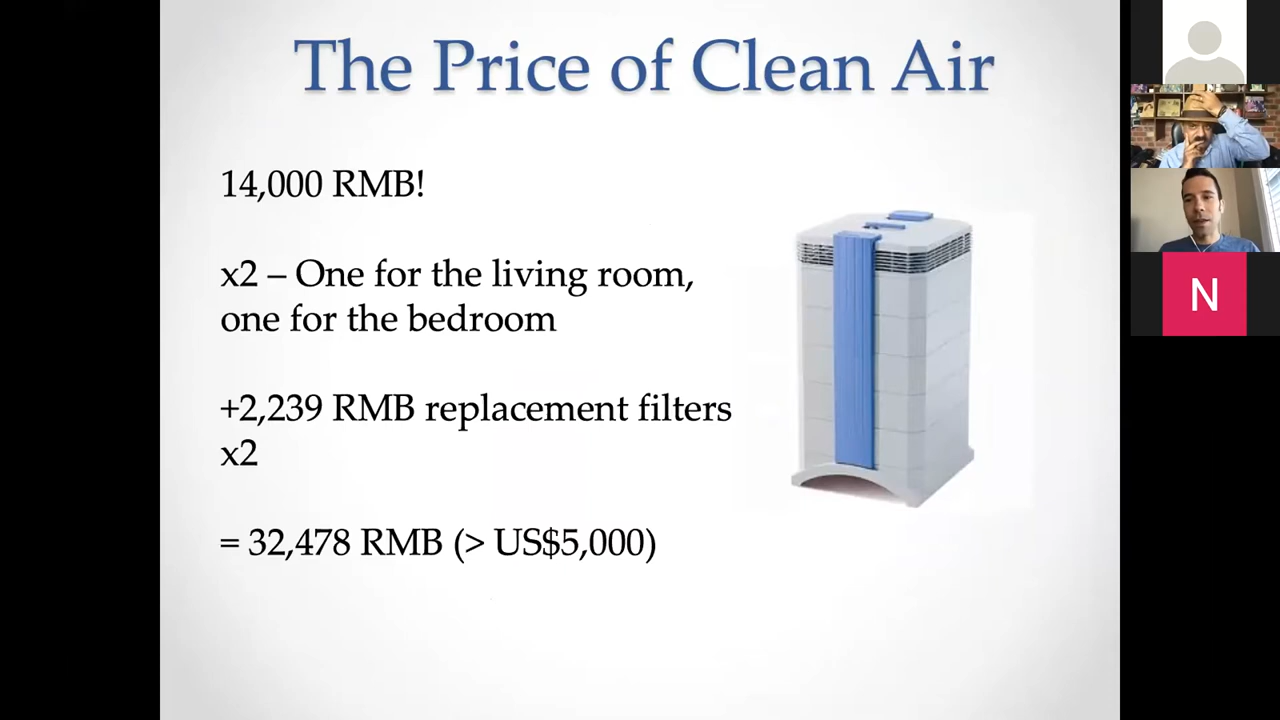 The Price of Clean Air
14,000 RMB!
x2 – One for the living room,
one for the bedroom
+2,239 RMB replacement filters
x2
= 32,478 RMB (> US$5,000)
N